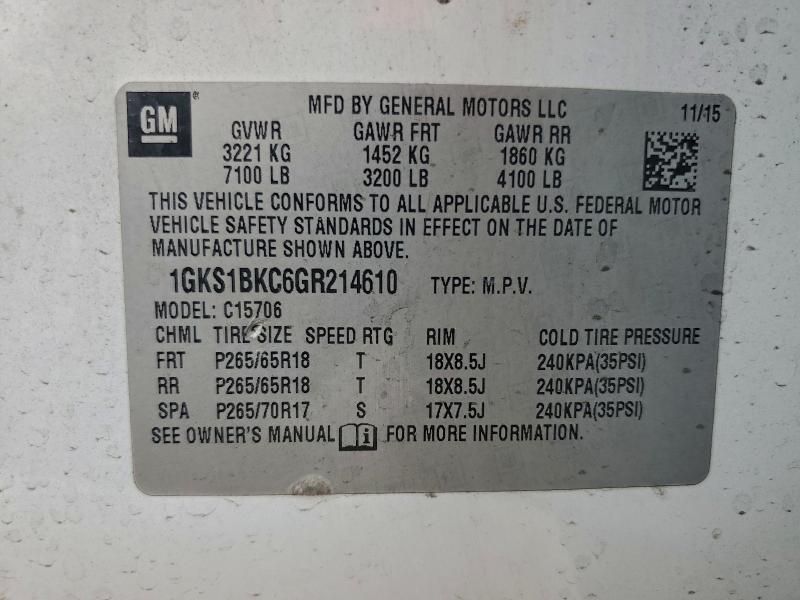 GM ®
MFD BY GENERAL MOTORS LLC 11/15
GVWR GAWR FRT GAWR RR
3221 KG 1452 KG 1860 KG
7100 LB 3200 LB 4100 LB
THIS VEHICLE CONFORMS TO ALL APPLICABLE U.S. FEDERAL MOTOR
VEHICLE SAFETY STANDARDS IN EFFECT ON THE DATE OF
MANUFACTURE SHOWN ABOVE.
1GKS1BKC6GR214610 TYPE: M.P.V.
MODEL: C15706
CHML TIRE SIZE SPEED RTG RIM COLD TIRE PRESSURE
FRT P265/65R18 T 18X8.5J 240KPA(35PSI)
RR P265/65R18 T 18X8.5J 240KPA(35PSI)
SPA P265/70R17 S 17X7.5J 240KPA(35PSI)
SEE OWNER'S MANUAL FOR MORE INFORMATION.